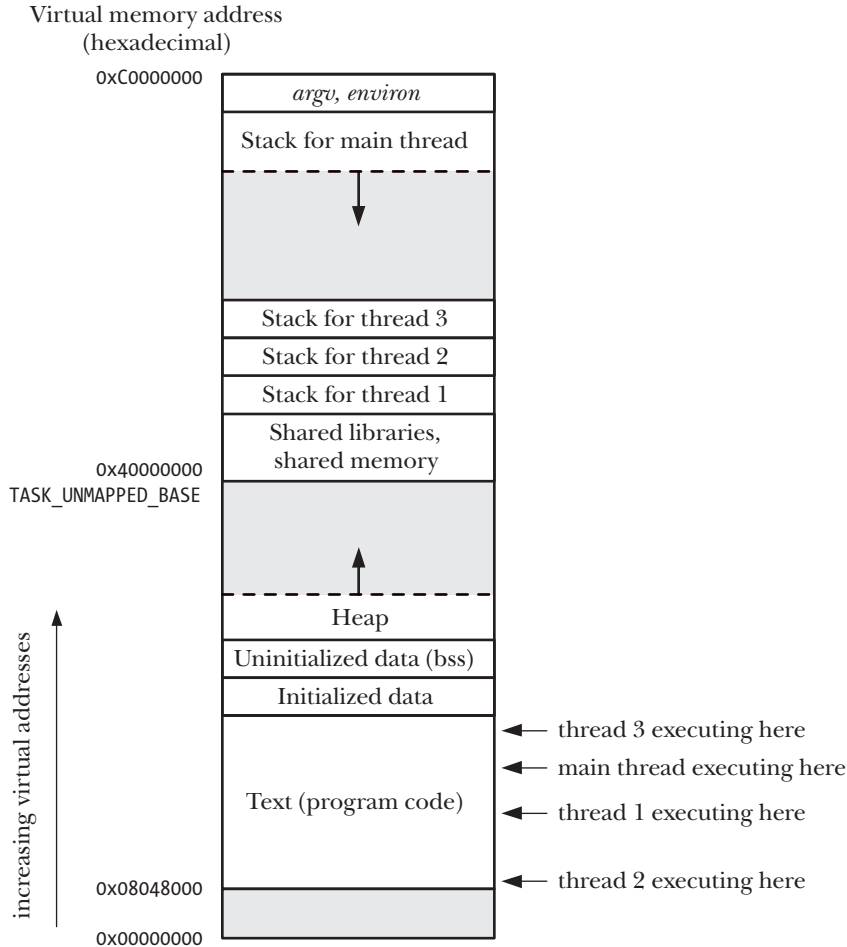 Virtual memory address
(hexadecimal)
0xC0000000
argv, environ
Stack for main thread
Stack for thread 3
Stack for thread 2
Stack for thread 1
Shared libraries,
shared memory
0x40000000
TASK_UNMAPPED_BASE
Heap
Uninitialized data (bss)
Initialized data
increasing virtual addresses
thread 3 executing here
main thread executing here
Text (program code)
thread 1 executing here
thread 2 executing here
0x08048000
0x00000000